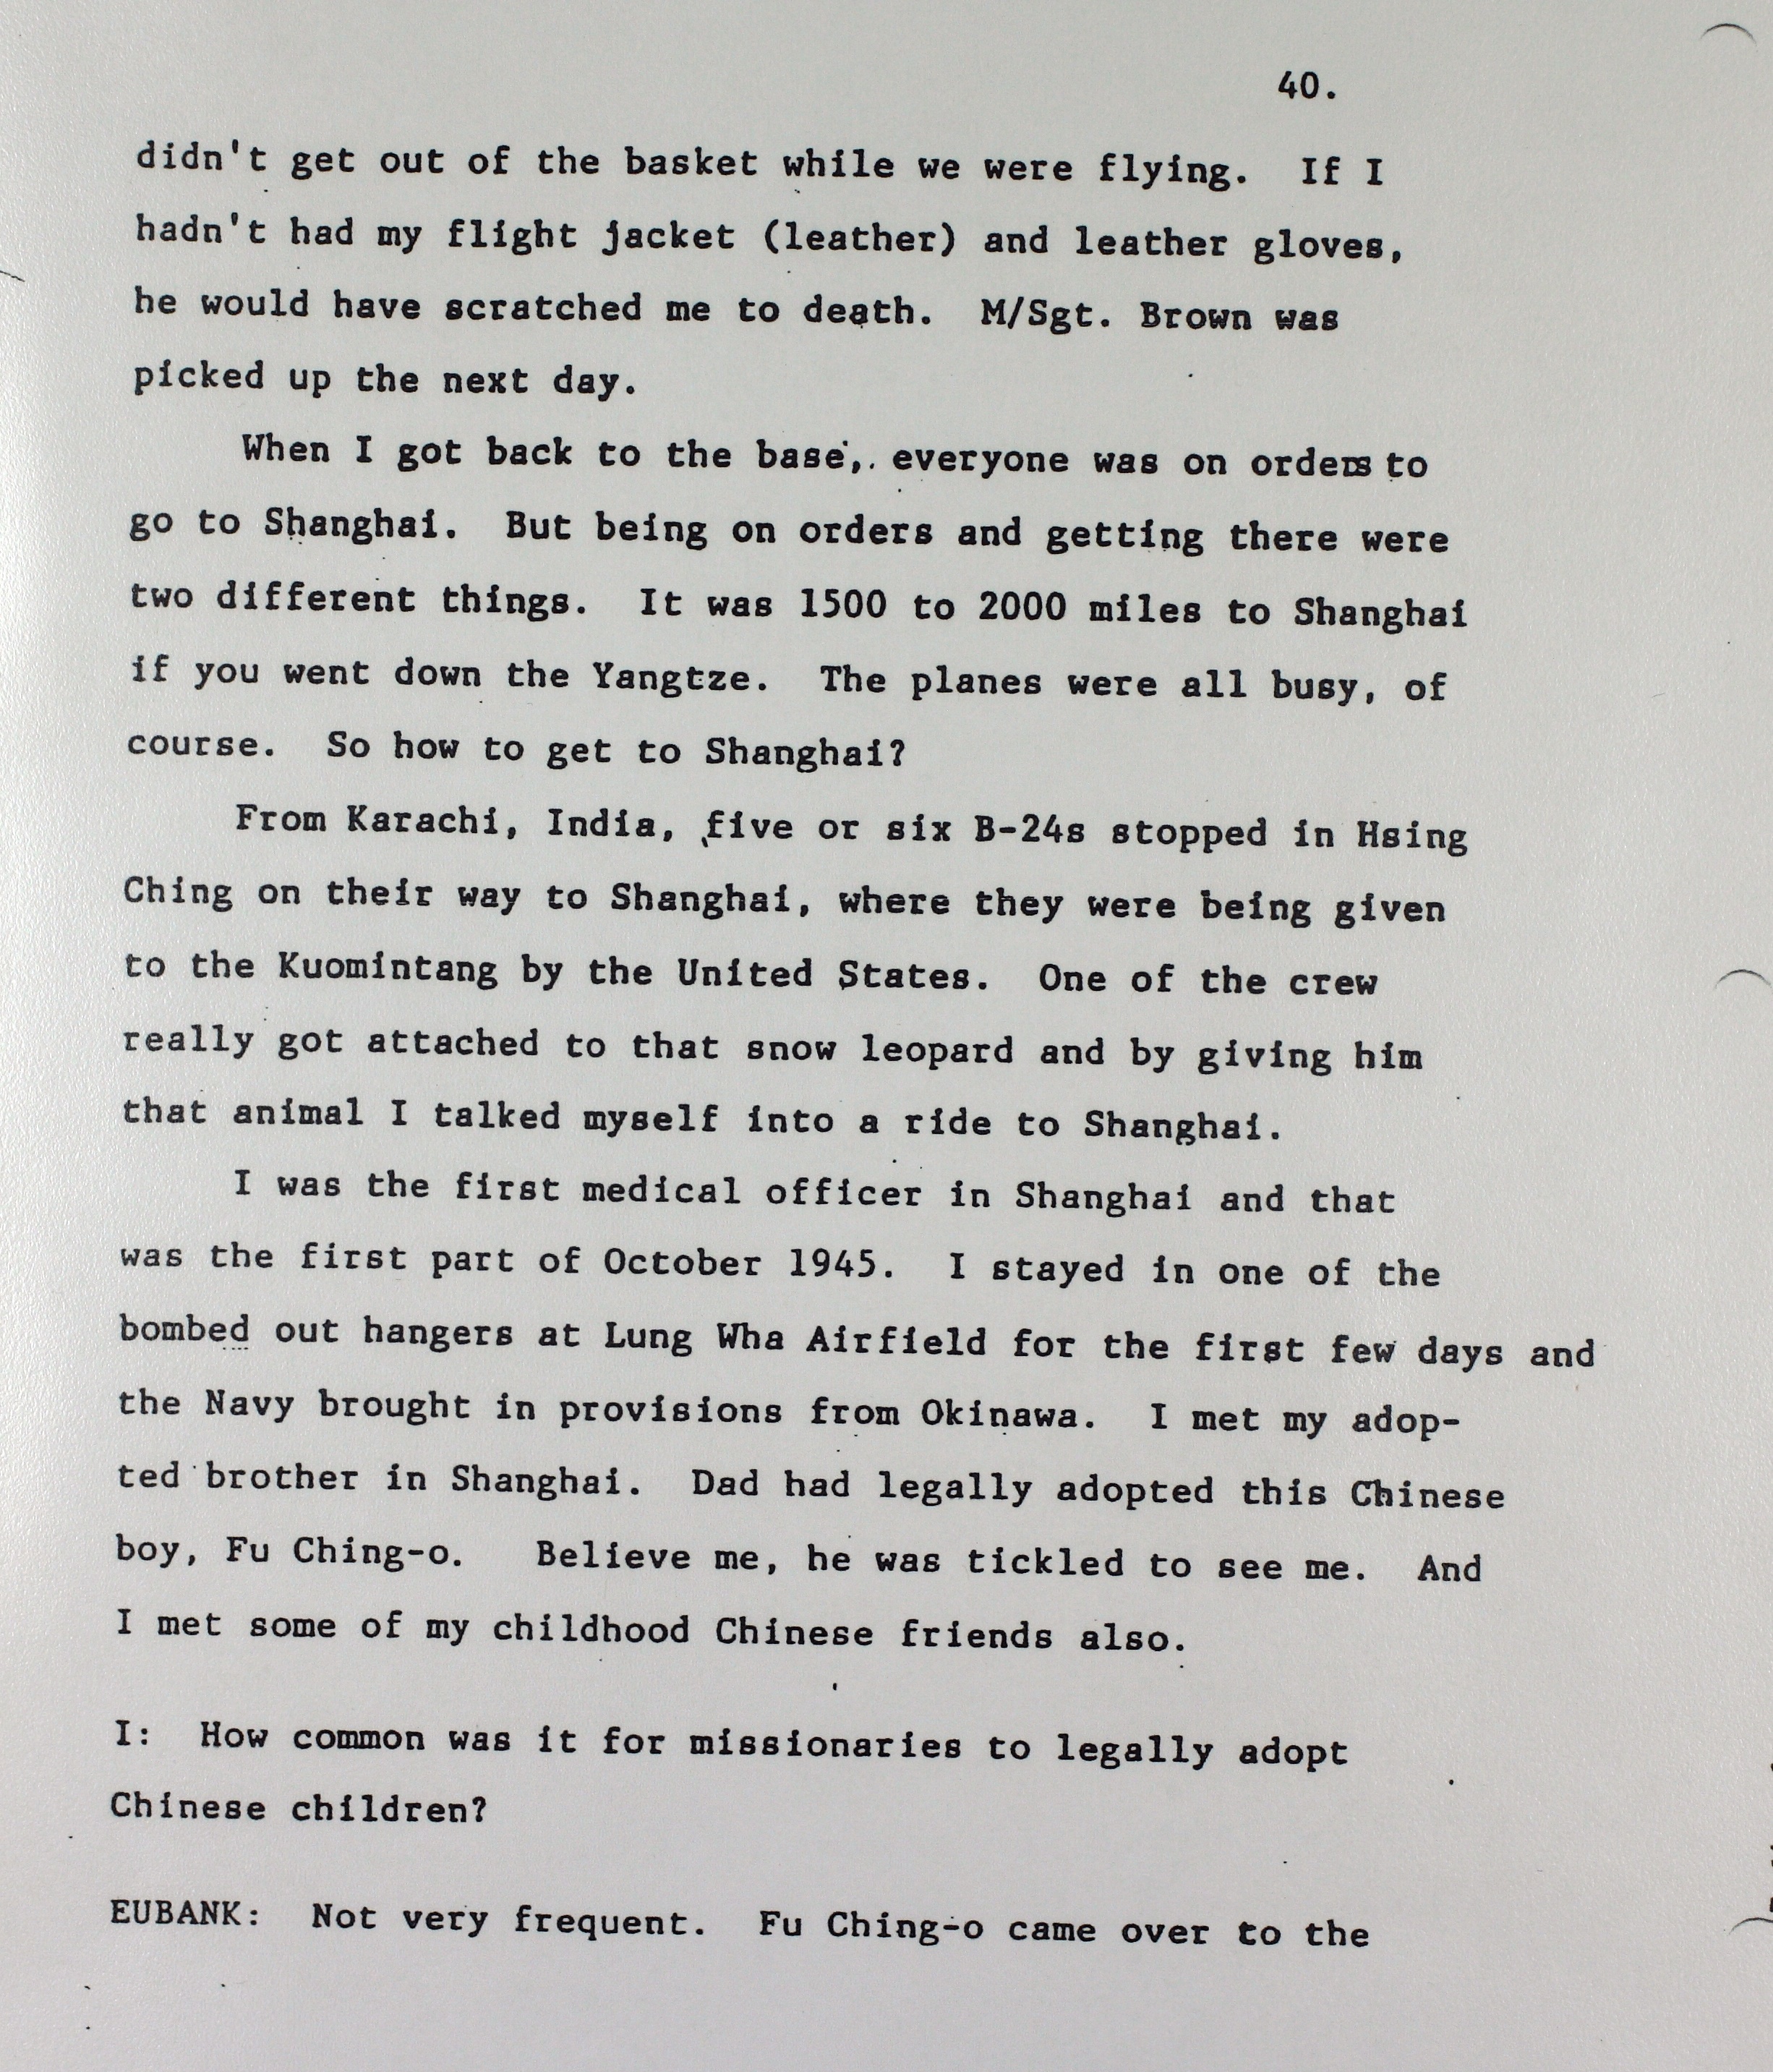 40.
didn't get out of the basket while we were flying.  If I
hadn't had my flight jacket (leather) and leather gloves,
he would have scratched me to death.  M/Sgt. Brown was
picked up the next day.
When I got back to the base,. everyone was on orders to
go to Shanghai.  But being on orders and getting there were
two different things.  It was 1500 to 2000 miles to Shanghai
if you went down the Yangtze.  The planes were all busy, of
course.  So how to get to Shanghai?
From Karachi, India, five or six B-24s stopped in Hsing
Ching on their way to Shanghai, where they were being given
to the Kuomintang by the United States.  One of the crew
really got attached to that snow leopard and by giving him
that animal I talked myself into a ride to Shanghai.
I was the first medical officer in Shanghai and that
was the first part of October 1945.  I stayed in one of the
bombed out hangers at Lung Wha Airfield for the first few days and
the Navy brought in provisions from Okinawa.  I met my adop-
ted brother in Shanghai.  Dad had legally adopted this Chinese
boy, Fu Ching-o.  Believe me, he was tickled to see me.  And
I met some of my childhood Chinese friends also.
I:  How common was it for missionaries to legally adopt
Chinese children?
EUBANK:  Not very frequent.  Fu Ching-o came over to the